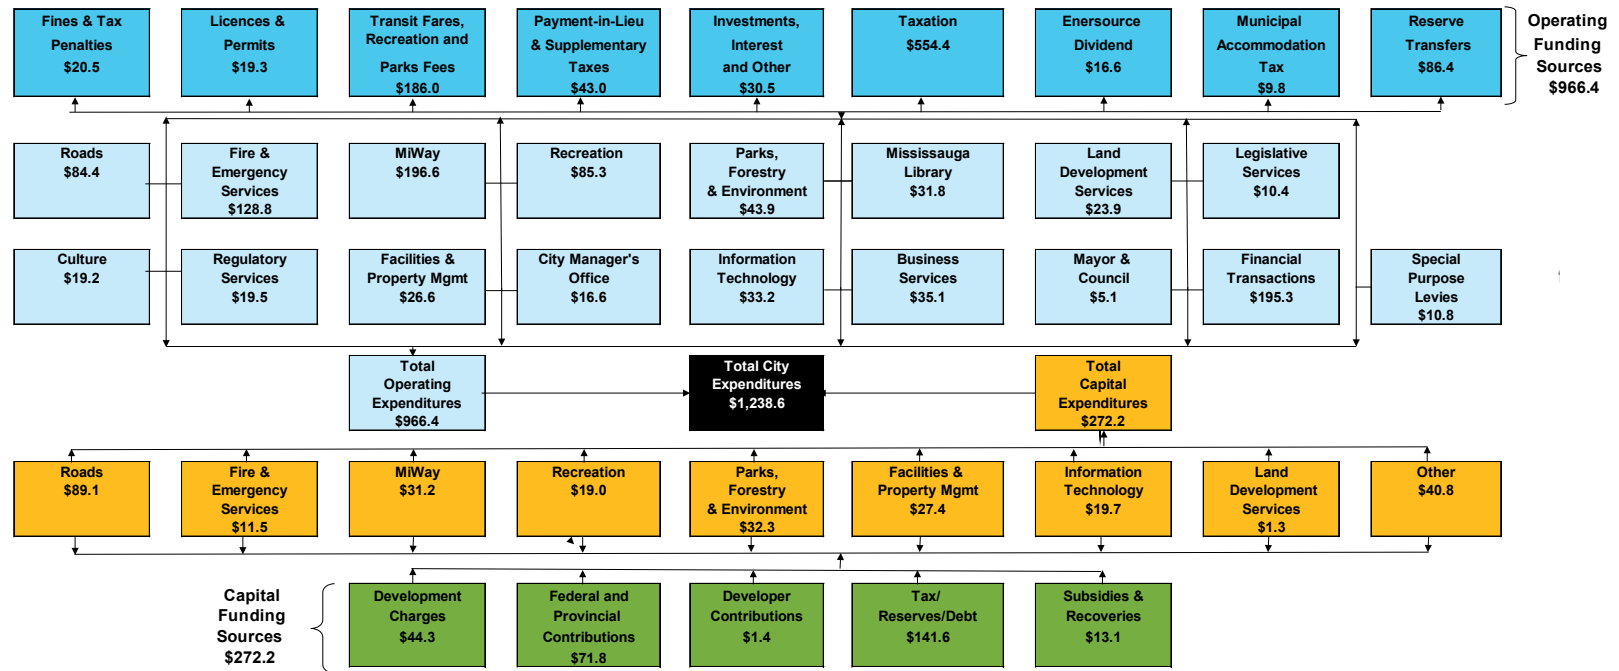 Fines & Tax
Penalties
$20.5
Licences &
Permits
$19.3
Transit Fares,
Recreation and
Parks Fees
$186.0
Payment-in-Lieu
& Supplementary
Taxes
$43.0
Investments,
Interest
and Other
$30.5
Taxation
$554.4
Enersource
Dividend
$16.6
Municipal
Accommodation
Tax
$9.8
Reserve
Transfers
$86.4
Operating
Funding
Sources
$966.4
Roads
$84.4
Fire &
Emergency
Services
$128.8
MiWay
$196.6
Recreation
$85.3
Parks,
Forestry
& Environment
$43.9
Mississauga
Library
$31.8
Land
Development
Services
$23.9
Legislative
Services
$10.4
Culture
$19.2
Regulatory
Services
$19.5
Facilities &
Property Mgmt
$26.6
City Manager's
Office
$16.6
Information
Technology
$33.2
Business
Services
$35.1
Mayor &
Council
$5.1
Financial
Transactions
$195.3
Special
Purpose
Levies
$10.8
Total
Operating
Expenditures
$966.4
Total City
Expenditures
$1,238.6
Total
Capital
Expenditures
$272.2
Roads
$89.1
Fire &
Emergency
Services
$11.5
MiWay
$31.2
Recreation
$19.0
Parks,
Forestry
& Environment
$32.3
Facilities &
Property Mgmt
$27.4
Information
Technology
$19.7
Land
Development
Services
$1.3
Other
$40.8
Capital
Funding
Sources
$272.2
Development
Charges
$44.3
Federal and
Provincial
Contributions
$71.8
Developer
Contributions
$1.4
Tax/
Reserves/Debt
$141.6
Subsidies &
Recoveries
$13.1